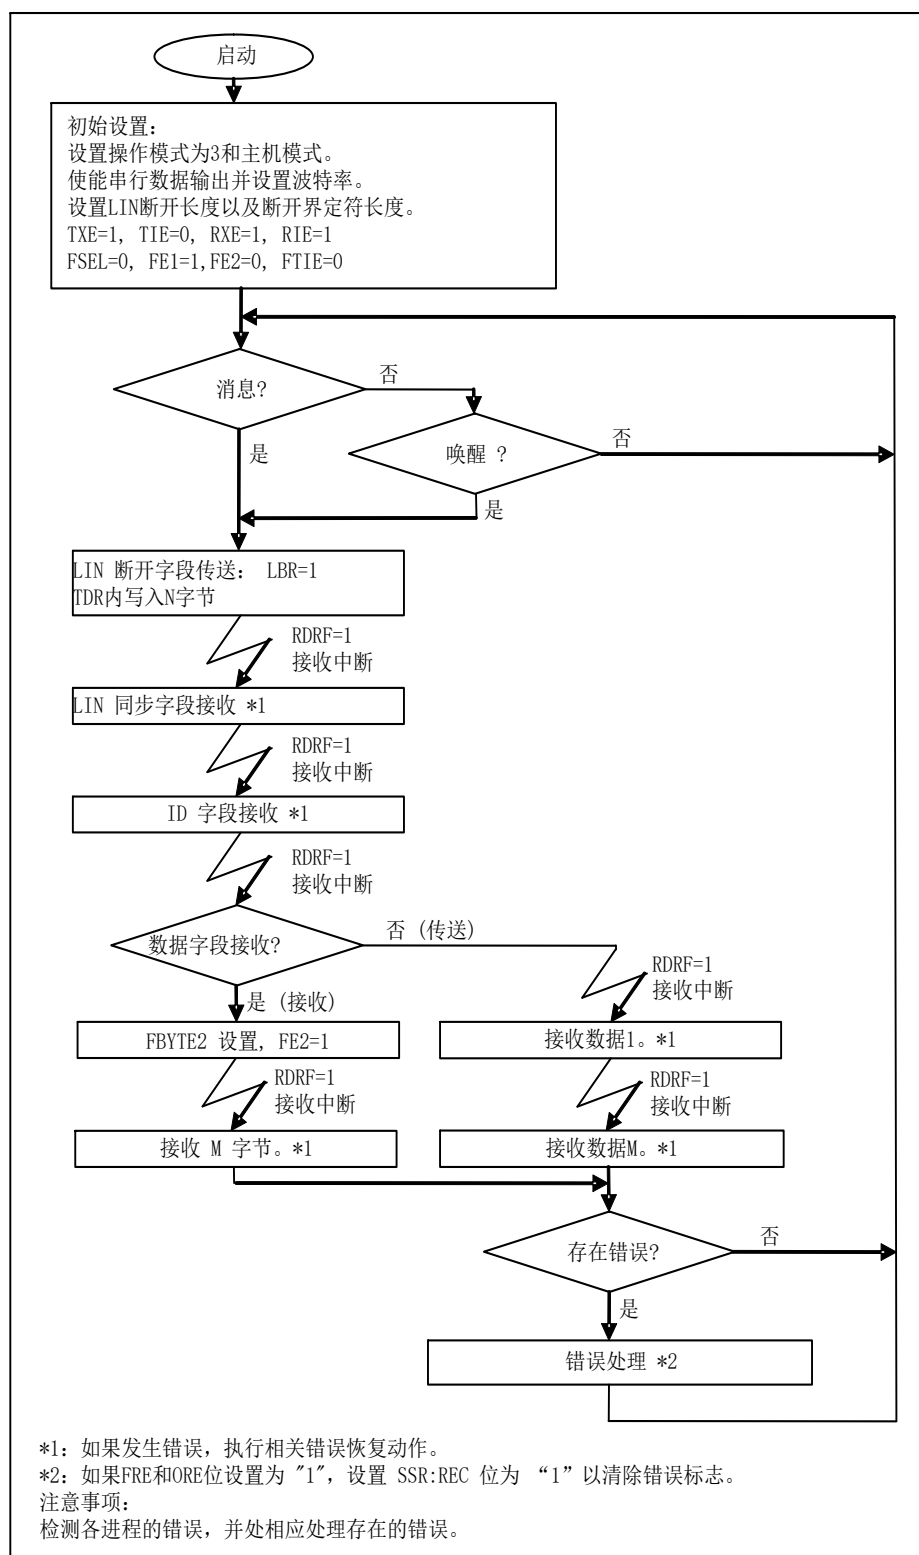 启动
初始设置：
设置操作模式为3和主机模式。
使能串行数据输出并设置波特率。
设置LIN断开长度以及断开界定符长度。
TXE=1, TIE=0, RXE=1, RIE=1
FSEL=0, FE1=1,FE2=0, FTIE=0
消息?
否
是
唤醒 ?
否
是
LIN 断开字段传送： LBR=1
TDR内写入N字节
RDRF=1
接收中断
LIN 同步字段接收 *1
RDRF=1
接收中断
ID 字段接收 *1
RDRF=1
接收中断
数据字段接收?
否 (传送)
是 (接收)
RDRF=1
接收中断
FBYTE2 设置, FE2=1
接收数据1。*1
RDRF=1
接收中断
RDRF=1
接收中断
接收 M 字节。*1
接收数据M。*1
存在错误?
否
是
错误处理 *2
*1: 如果发生错误，执行相关错误恢复动作。
*2: 如果FRE和ORE位设置为 "1", 设置 SSR:REC 位为 “1”以清除错误标志。
注意事项：
检测各进程的错误，并处相应处理存在的错误。